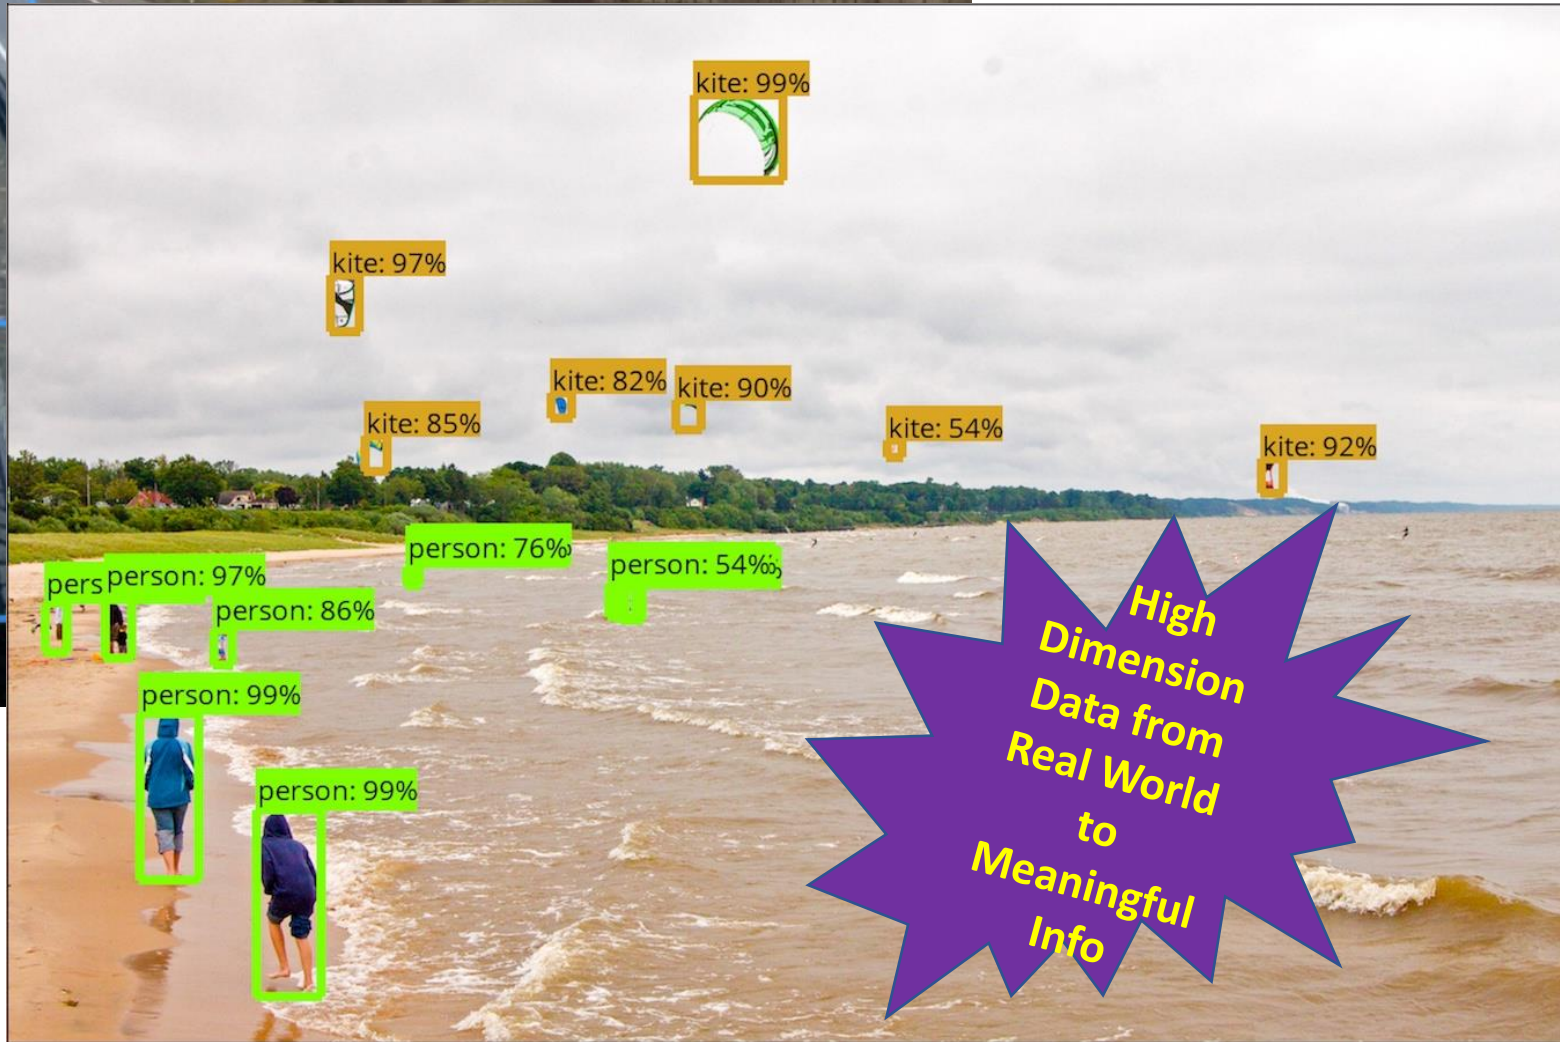 kite: 99%
kite: 97%
kite: 82%
kite: 90%
kite: 85%
kite: 54%
kite: 92%
person: 76%
person: 54%
pers
person: 97%
person: 86%
person: 99%
person: 99%
High
Dimension
Data from
Real World
to
Meaningful
Info